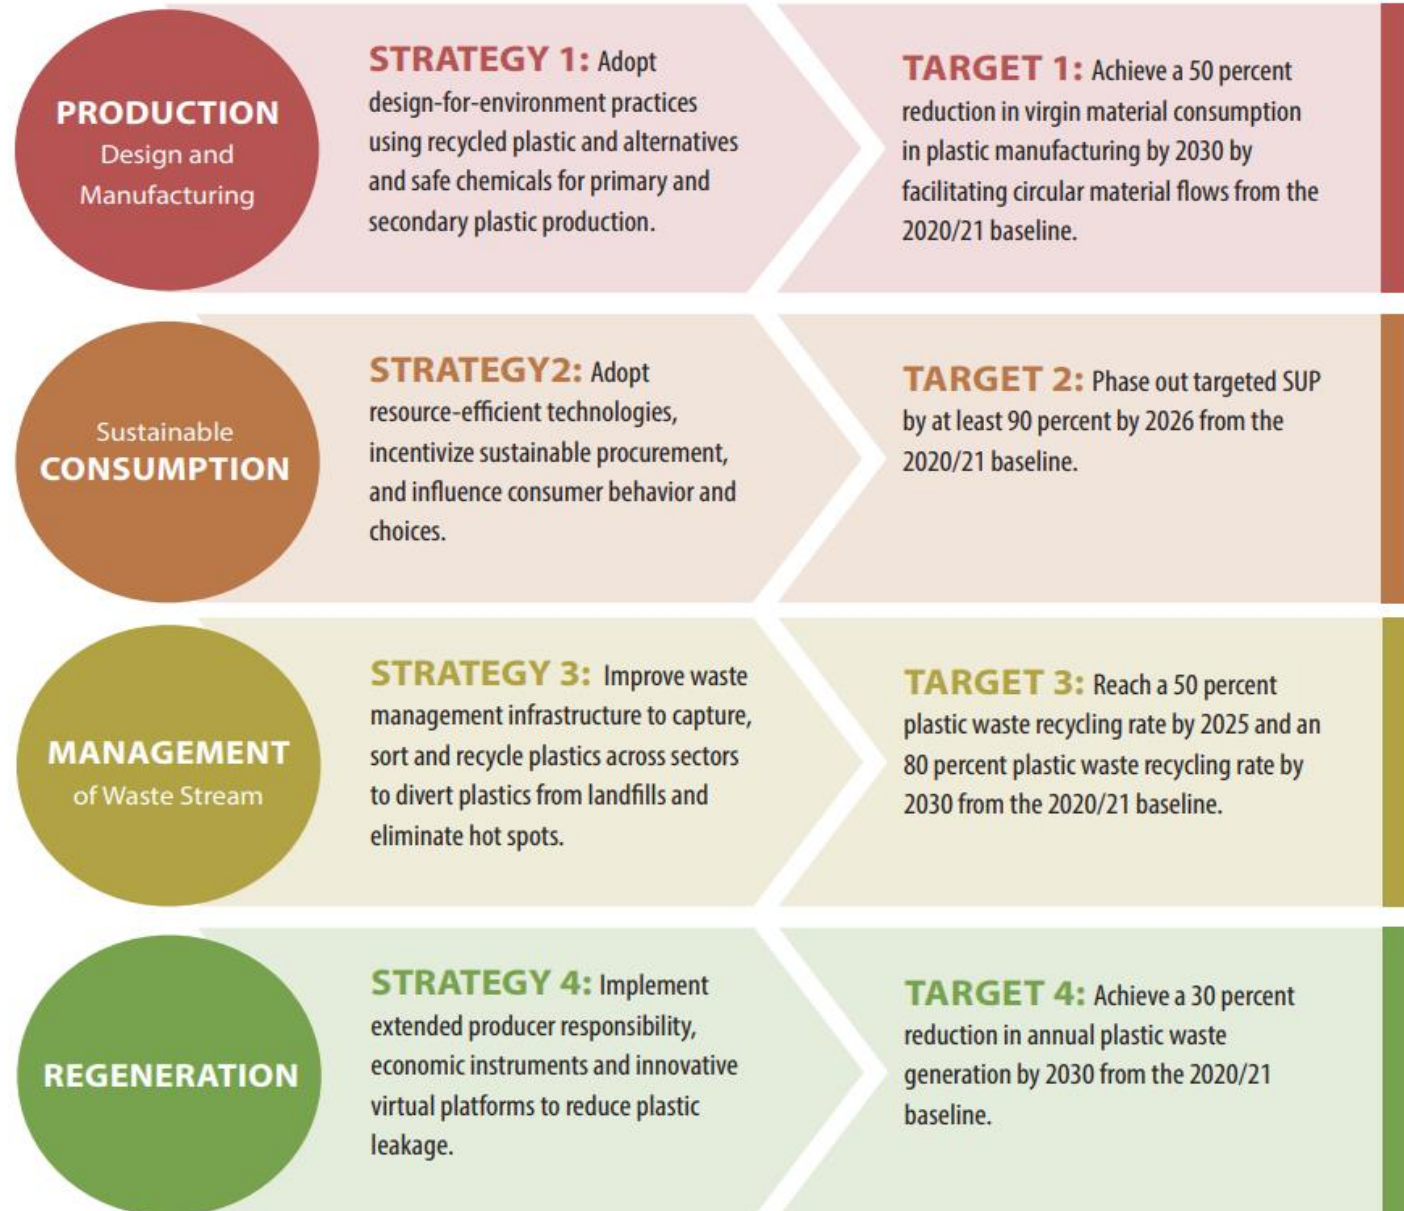 PRODUCTION
Design and
Manufacturing
STRATEGY 1: Adopt
design-for-environment practices
using recycled plastic and alternatives
and safe chemicals for primary and
secondary plastic production.
TARGET 1: Achieve a 50 percent
reduction in virgin material consumption
in plastic manufacturing by 2030 by
facilitating circular material flows from the
2020/21 baseline.
Sustainable
CONSUMPTION
STRATEGY2: Adopt
resource-efficient technologies,
incentivize sustainable procurement,
and influence consumer behavior and
choices.
TARGET 2: Phase out targeted SUP
by at least 90 percent by 2026 from the
2020/21 baseline.
MANAGEMENT
of Waste Stream
STRATEGY 3: Improve waste
management infrastructure to capture,
sort and recycle plastics across sectors
to divert plastics from landfills and
eliminate hot spots.
TARGET 3: Reach a 50 percent
plastic waste recycling rate by 2025 and an
80 percent plastic waste recycling rate by
2030 from the 2020/21 baseline.
REGENERATION
STRATEGY 4: Implement
extended producer responsibility,
economic instruments and innovative
virtual platforms to reduce plastic
leakage.
TARGET 4: Achieve a 30 percent
reduction in annual plastic waste
generation by 2030 from the 2020/21
baseline.